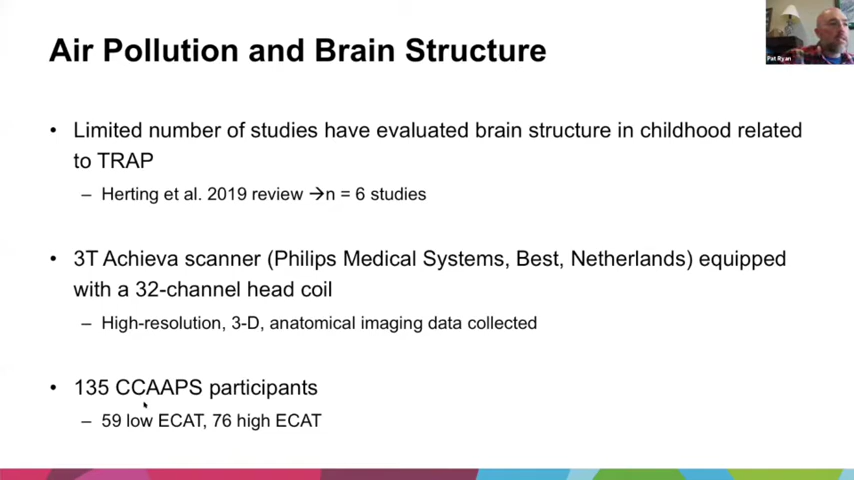 Air Pollution and Brain Structure
Pat Ryan
• Limited number of studies have evaluated brain structure in childhood related
to TRAP
– Herting et al. 2019 review →n = 6 studies
• 3T Achieva scanner (Philips Medical Systems, Best, Netherlands) equipped
with a 32-channel head coil
– High-resolution, 3-D, anatomical imaging data collected
• 135 CCAAPS participants
– 59 low ECAT, 76 high ECAT